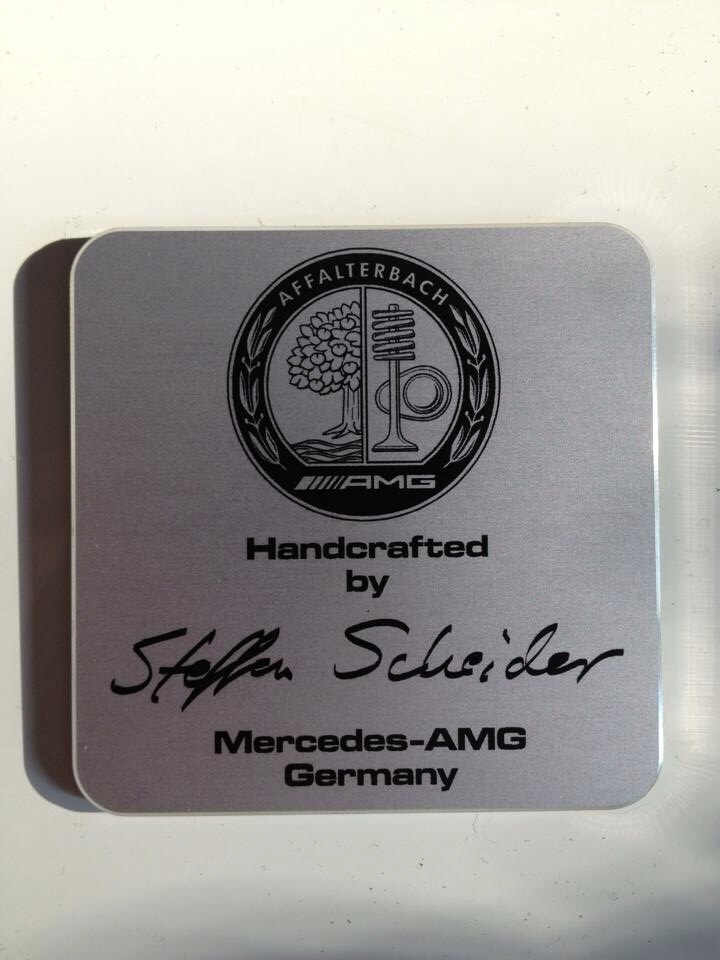 AFFALTERBACH
AMG
Handcrafted
by
Steffen Scheider
Mercedes-AMG
Germany